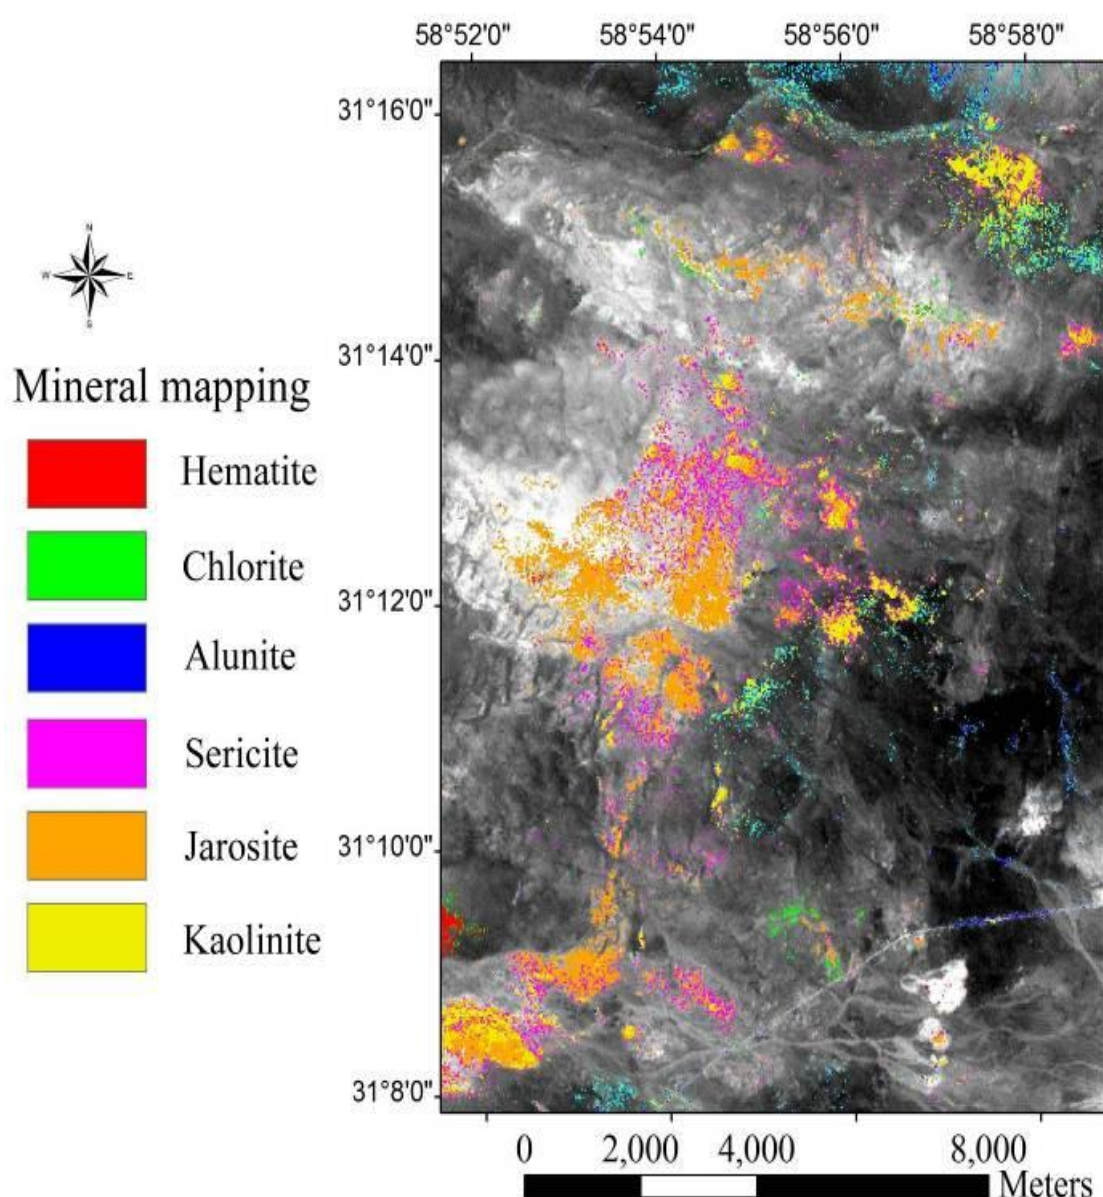 58°52'0" 58°54'0" 58°56'0" 58°58'0"
31°16'0"
N
W E
S
31°14'0"
Mineral mapping
Hematite
Chlorite
31°12'0"
Alunite
Sericite
Jarosite
31°10'0"
Kaolinite
31°8'0"
0 2,000 4,000 8,000
Meters